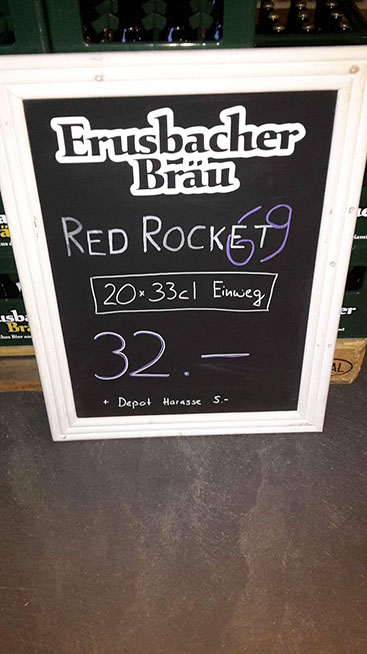 Erusbacher
Bräu
RED ROCKET 69
20 x 33cl Einweg
32.—
+ Depot Harasse 5.-